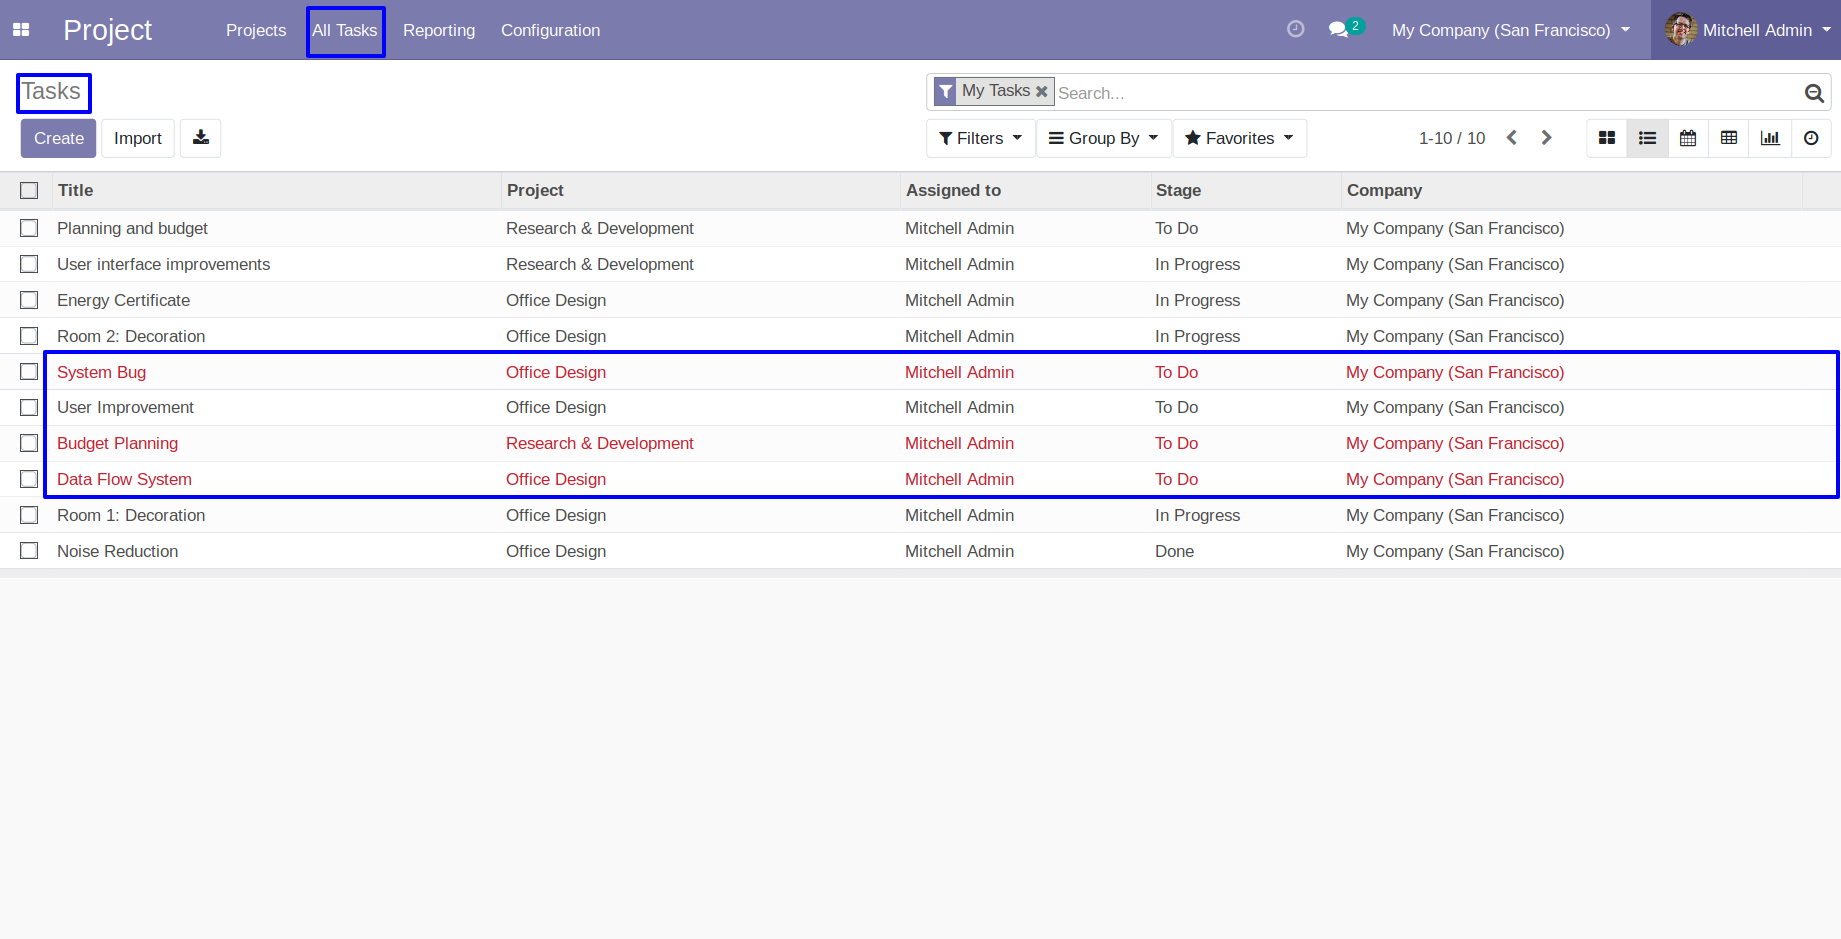 Project Projects All Tasks Reporting Configuration 2 My Company (San Francisco) Mitchell Admin
Tasks My Tasks Search...
Create Import Filters Group By Favorites 1-10 / 10
Title Project Assigned to Stage Company
Planning and budget Research & Development Mitchell Admin To Do My Company (San Francisco)
User interface improvements Research & Development Mitchell Admin In Progress My Company (San Francisco)
Energy Certificate Office Design Mitchell Admin In Progress My Company (San Francisco)
Room 2: Decoration Office Design Mitchell Admin In Progress My Company (San Francisco)
System Bug Office Design Mitchell Admin To Do My Company (San Francisco)
User Improvement Office Design Mitchell Admin To Do My Company (San Francisco)
Budget Planning Research & Development Mitchell Admin To Do My Company (San Francisco)
Data Flow System Office Design Mitchell Admin To Do My Company (San Francisco)
Room 1: Decoration Office Design Mitchell Admin In Progress My Company (San Francisco)
Noise Reduction Office Design Mitchell Admin Done My Company (San Francisco)